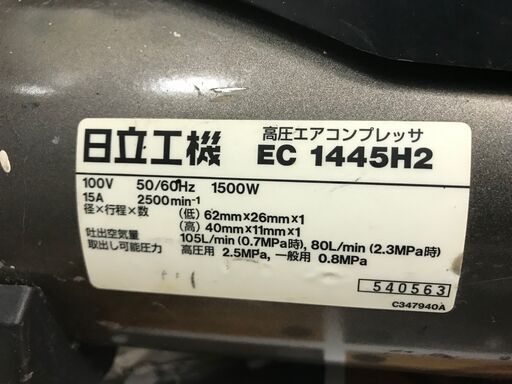 高圧エアコンプレッサ
日立工機 EC 1445H2
100V 50/60Hz 1500W
15A 2500min⁻¹
径×行程×数 (低) 62mm×26mm×1
(高) 40mm×11mm×1
吐出空気量 105L/min (0.7MPa時), 80L/min (2.3MPa時)
取出し可能圧力 高圧用 2.5MPa, 一般用 0.8MPa
540563
C347940A